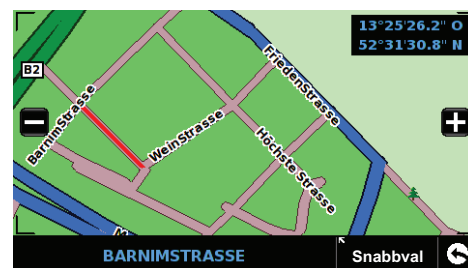 13°25'26.2" O
52°31'30.8" N
B2
FriedenStrasse
BarnimStrasse
WeinStrasse
Höchste Strasse
BARNIMSTRASSE
Snabbval